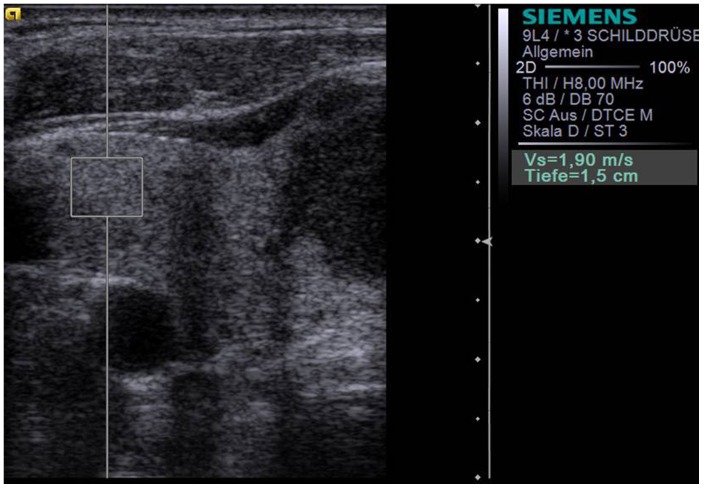 SIEMENS
9L4 / * 3 SCHILDDRÜSE
Allgemein
2D 100%
THI / H8,00 MHz
6 dB / DB 70
SC Aus / DTCE M
Skala D / ST 3
Vs=1,90 m/s
Tiefe=1,5 cm